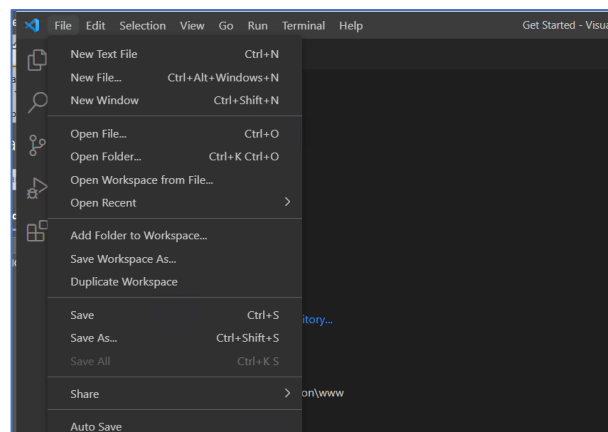 File Edit Selection View Go Run Terminal Help Get Started - Visua
New Text File Ctrl+N
New File... Ctrl+Alt+Windows+N
New Window Ctrl+Shift+N
Open File... Ctrl+O
Open Folder... Ctrl+K Ctrl+O
Open Workspace from File...
Open Recent
Add Folder to Workspace...
Save Workspace As...
Duplicate Workspace
Save Ctrl+S
itory...
Save As... Ctrl+Shift+S
Save All Ctrl+K S
Share on\www
Auto Save